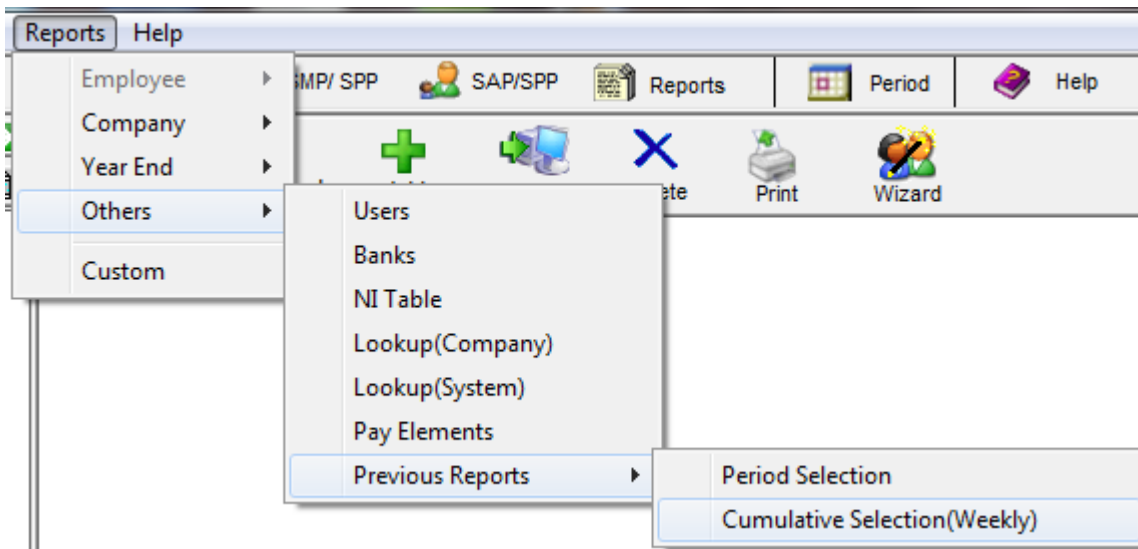 Reports Help
Employee
SMP/ SPP SAP/SPP Reports Period Help
Company
Year End
Print Wizard
Others
Users
Banks
Custom
NI Table
Lookup(Company)
Lookup(System)
Pay Elements
Previous Reports
Period Selection
Cumulative Selection(Weekly)